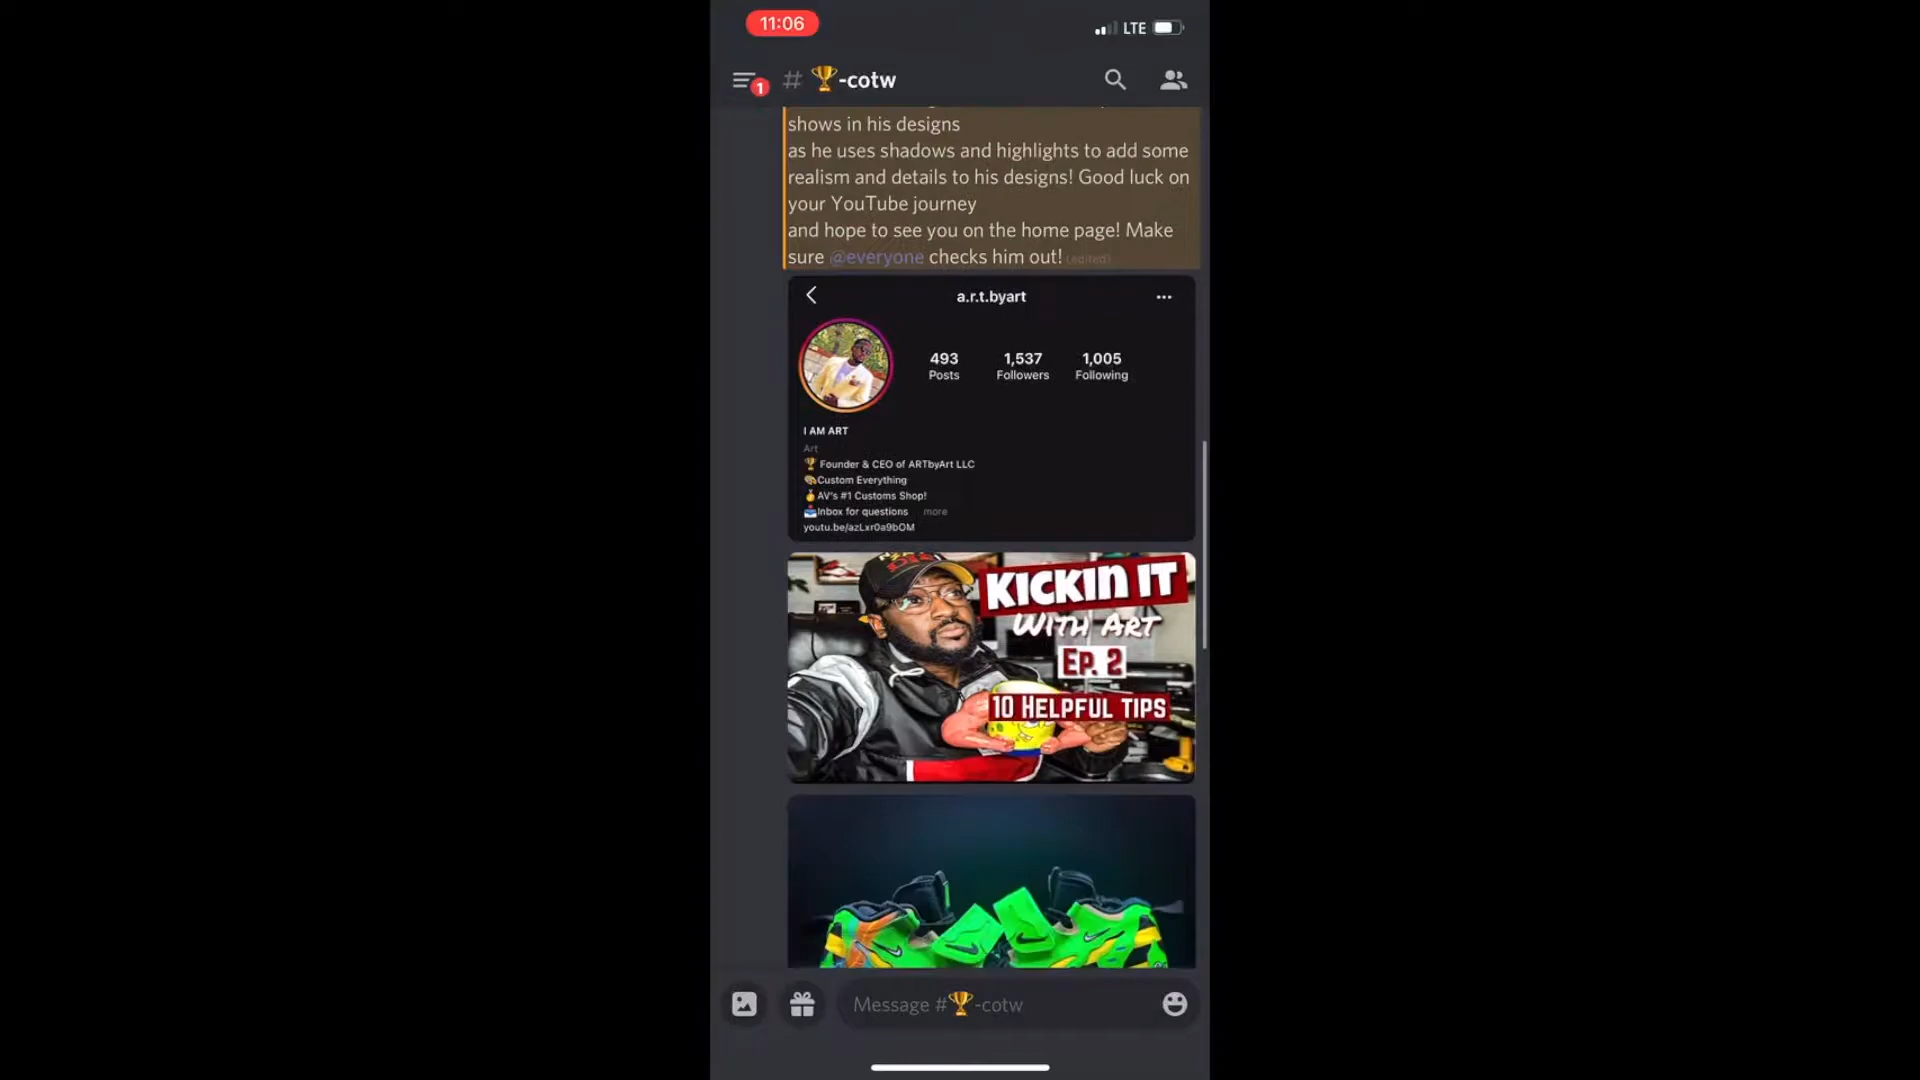 11:06
LTE
1
# 🏆-cotw
shows in his designs
as he uses shadows and highlights to add some
realism and details to his designs! Good luck on
your YouTube journey
and hope to see you on the home page! Make
sure @everyone checks him out! (edited)
a.r.t.byart
493 1,537 1,005
Posts Followers Following
I AM ART
Art
🏆 Founder & CEO of ARTbyArt LLC
🎨Custom Everything
🥇AV's #1 Customs Shop!
📥Inbox for questions more
youtu.be/azLxr0a9bOM
KICKIN IT
WITH ART
EP. 2
10 HELPFUL TIPS
Message #🏆-cotw